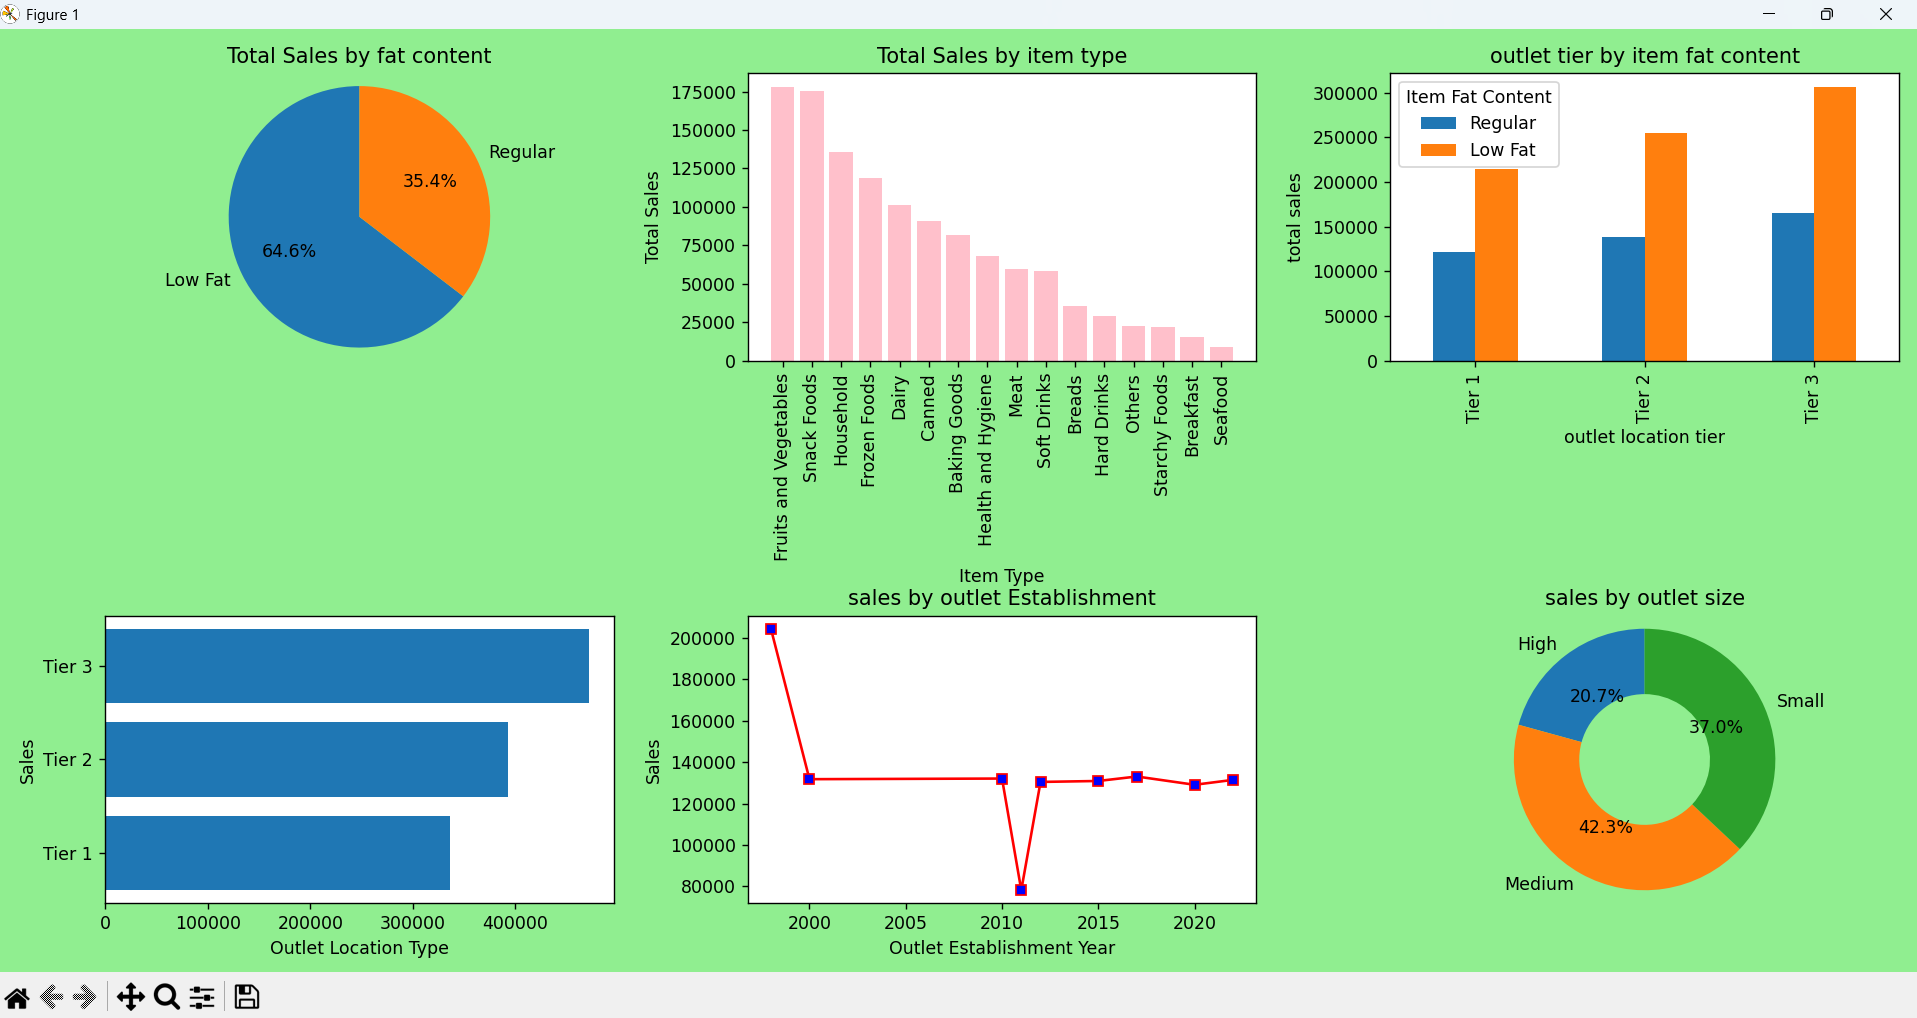 Figure 1
Total Sales by fat content
Regular
35.4%
64.6%
Low Fat
Total Sales by item type
Total Sales
175000
150000
125000
100000
75000
50000
25000
0
Fruits and Vegetables
Snack Foods
Household
Frozen Foods
Dairy
Canned
Baking Goods
Health and Hygiene
Meat
Soft Drinks
Breads
Hard Drinks
Others
Starchy Foods
Breakfast
Seafood
Item Type
outlet tier by item fat content
total sales
300000
250000
200000
150000
100000
50000
0
Item Fat Content
Regular
Low Fat
Tier 1
Tier 2
Tier 3
outlet location tier
Sales
Tier 3
Tier 2
Tier 1
0
100000
200000
300000
400000
Outlet Location Type
sales by outlet Establishment
Sales
200000
180000
160000
140000
120000
100000
80000
2000
2005
2010
2015
2020
Outlet Establishment Year
sales by outlet size
High
20.7%
Small
37.0%
42.3%
Medium